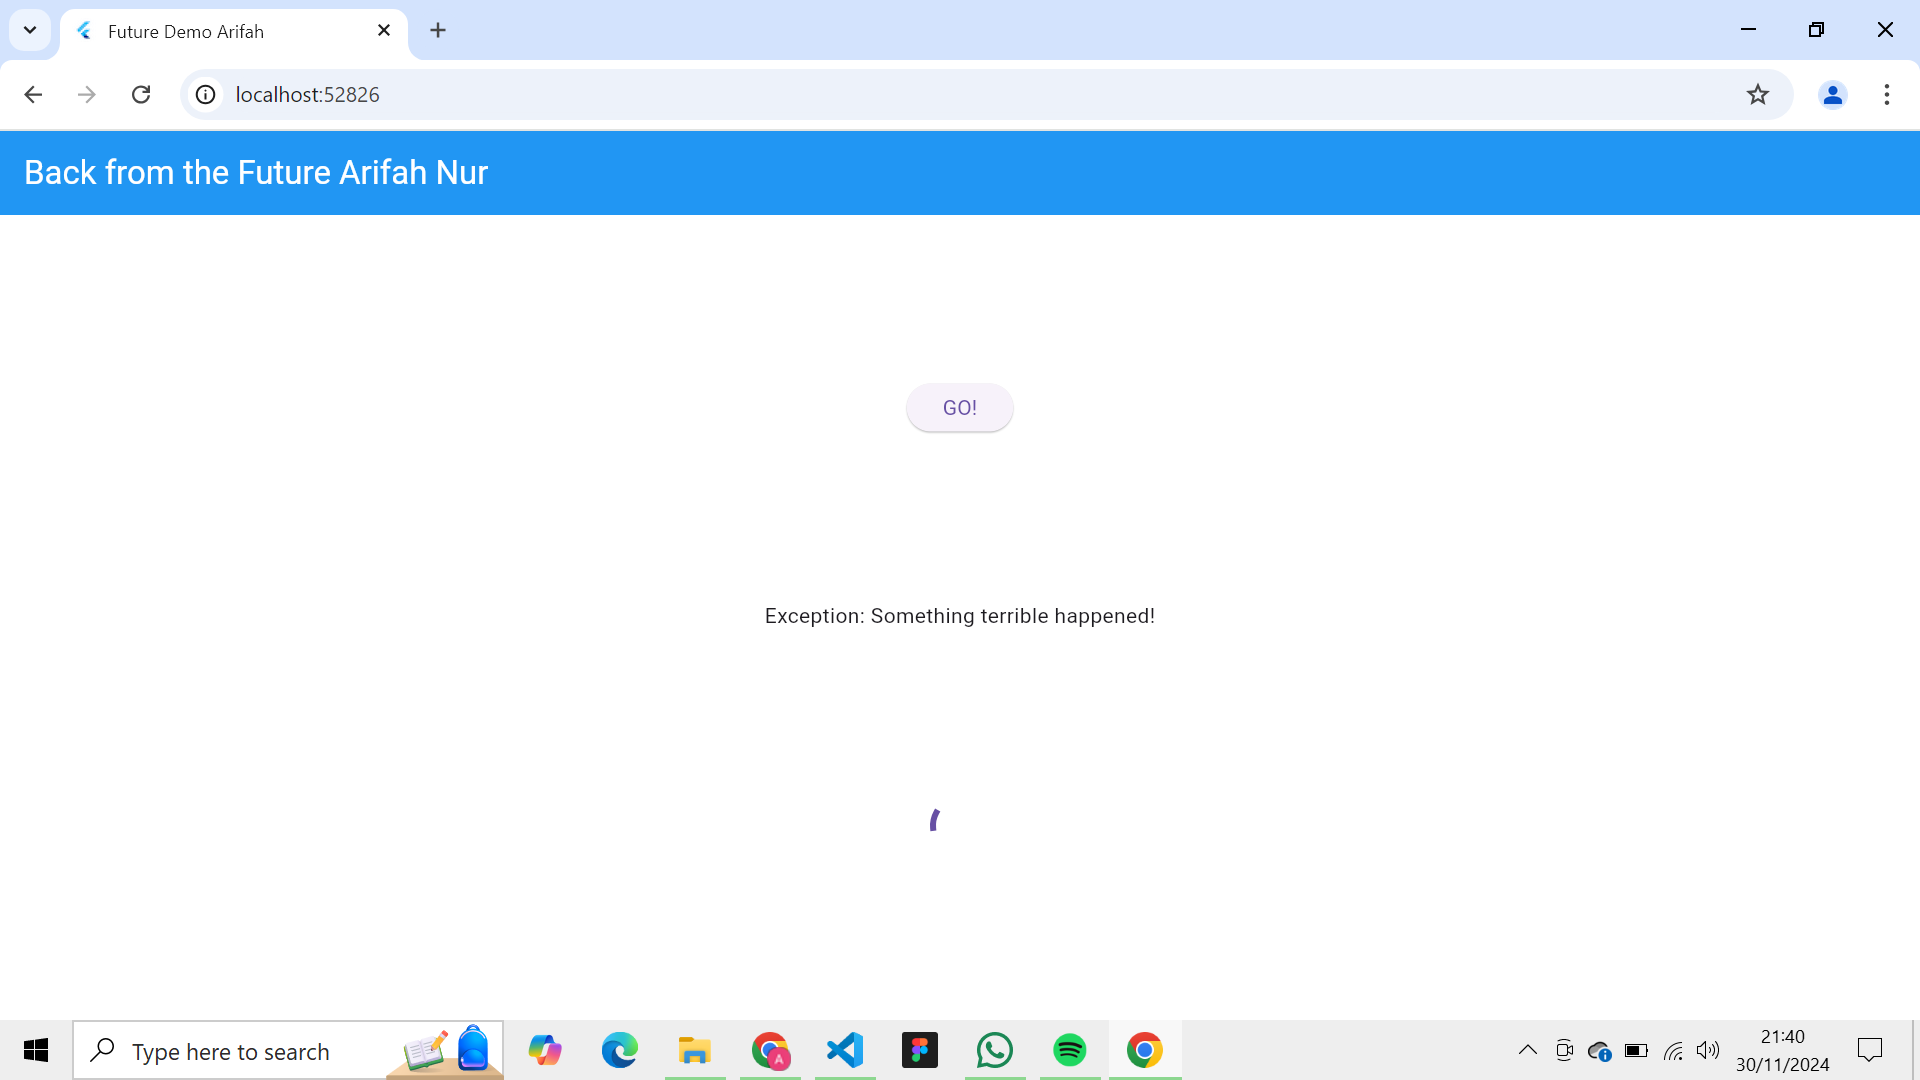 Future Demo Arifah
localhost:52826
Back from the Future Arifah Nur
GO!
Exception: Something terrible happened!
Type here to search
A
21:40
30/11/2024